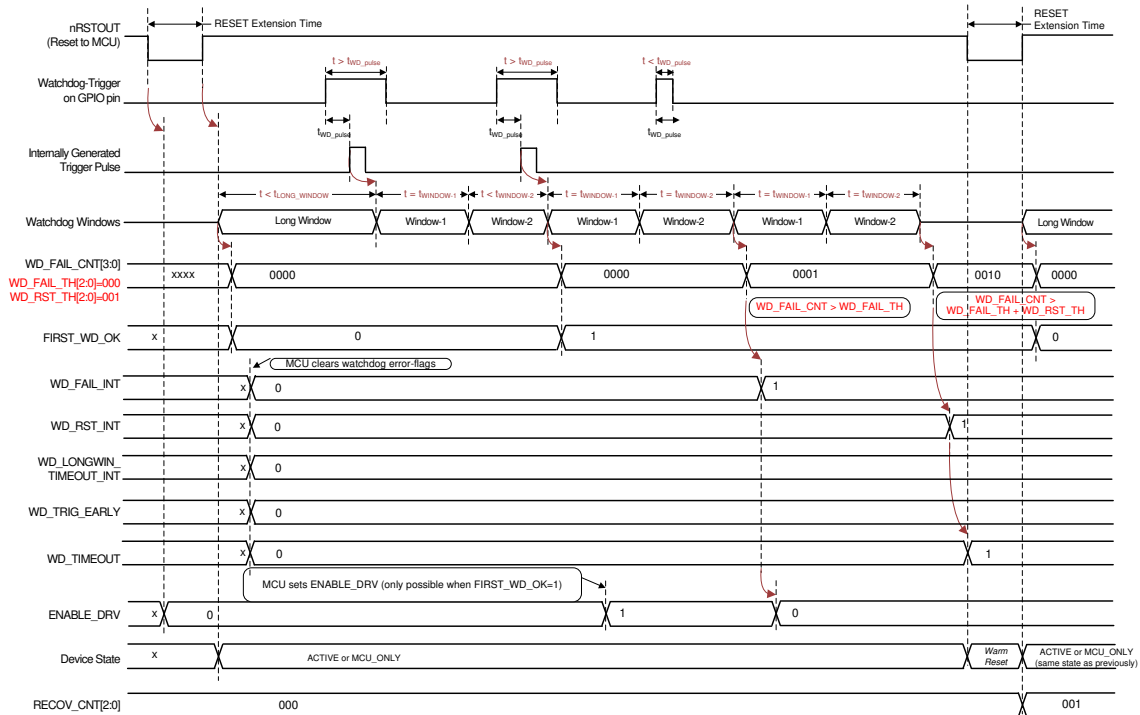 nRSTOUT
(Reset to MCU)
RESET Extension Time
RESET
Extension Time
Watchdog-Trigger
on GPIO pin
t > tWD_pulse
t > tWD_pulse
t < tWD_pulse
tWD_pulse
tWD_pulse
tWD_pulse
Internally Generated
Trigger Pulse
t < tLONG_WINDOW
t = tWINDOW-1
t < tWINDOW-2
t = tWINDOW-1
t = tWINDOW-2
t = tWINDOW-1
t = tWINDOW-2
Watchdog Windows
Long Window
Window-1
Window-2
Window-1
Window-2
Window-1
Window-2
Long Window
WD_FAIL_CNT[3:0]
WD_FAIL_TH[2:0]=000
WD_RST_TH[2:0]=001
xxxx
0000
0000
0001
0010
0000
WD_FAIL_CNT > WD_FAIL_TH
WD_FAIL_CNT >
WD_FAIL_TH + WD_RST_TH
FIRST_WD_OK
x
0
1
0
MCU clears watchdog error-flags
WD_FAIL_INT
x
0
1
WD_RST_INT
x
0
1
WD_LONGWIN_
TIMEOUT_INT
x
0
WD_TRIG_EARLY
x
0
WD_TIMEOUT
x
0
1
MCU sets ENABLE_DRV (only possible when FIRST_WD_OK=1)
ENABLE_DRV
x
0
1
0
Device State
x
ACTIVE or MCU_ONLY
Warm
Reset
ACTIVE or MCU_ONLY
(same state as previously)
RECOV_CNT[2:0]
000
001